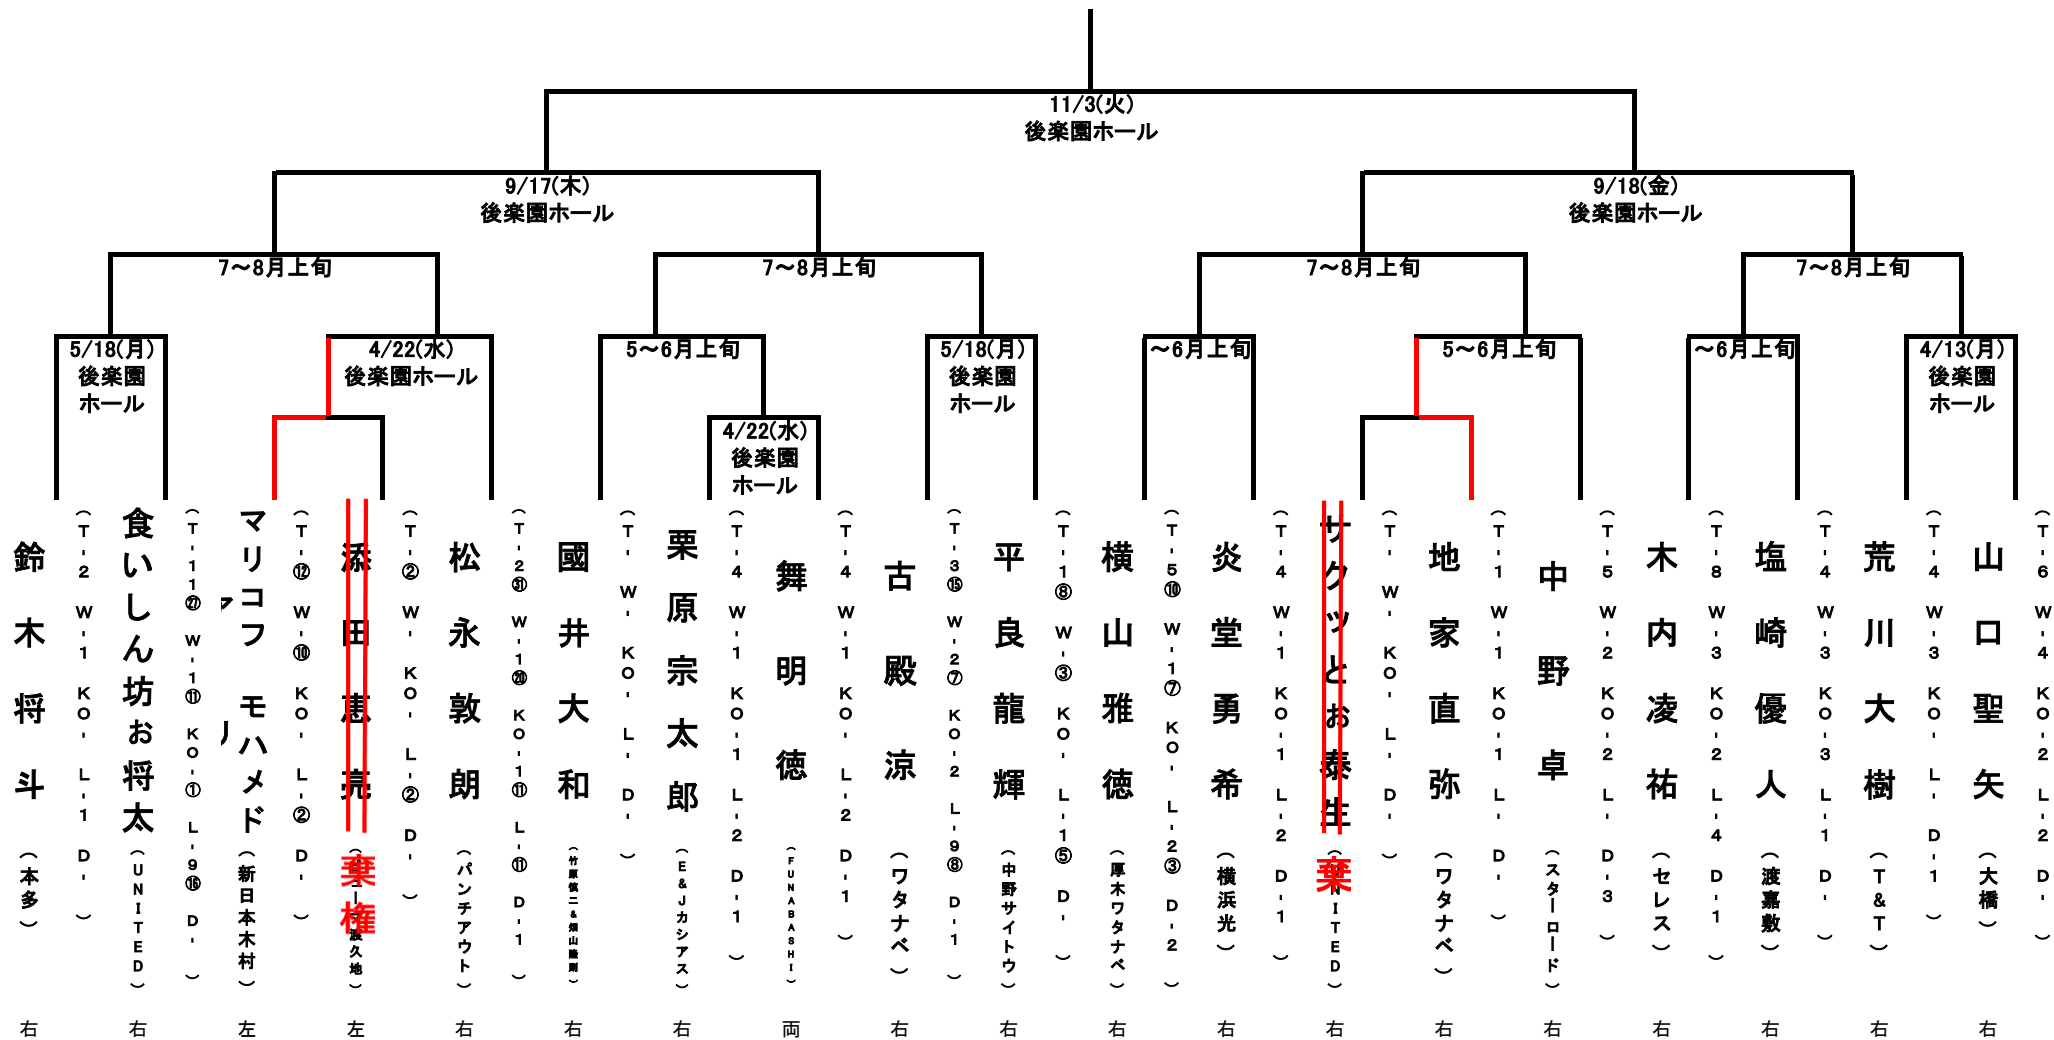 11/3(火)
後楽園ホール
9/17(木)
後楽園ホール
9/18(金)
後楽園ホール
7～8月上旬
7～8月上旬
7～8月上旬
7～8月上旬
5/18(月)
後楽園
ホール
4/22(水)
後楽園ホール
5～6月上旬
5/18(月)
後楽園
ホール
～6月上旬
5～6月上旬
～6月上旬
4/13(月)
後楽園
ホール
4/22(水)
後楽園
ホール
鈴木将斗(本多)
(T-2 W-1 KO- L-1 D- )
食いしん坊ぉ将太(UNITED)
(T-11㉗ W-1⑪ KO-① L-9⑯ D- )
マリコフ モハメド(新日本木村)
(T-⑫ W-⑩ KO- L-② D- )
添田恵亮
棄権
(T-② W- KO- L-② D- )
松永敦朗(パンチアウト)
(T-2㉛ W-1⑳ KO-1⑪ L-⑪ D-1 )
國井大和(竹原慎二&畑山隆則)
(T- W- KO- L- D- )
栗原宗太郎(E&Jカシアス)
(T-4 W-1 KO-1 L-2 D-1 )
舞明徳(FUNABASHI)
(T-4 W-1 KO- L-2 D-1 )
古殿涼(ワタナベ)
(T-3⑮ W-2⑦ KO-2 L-9⑧ D-1 )
平良龍輝(中野サイトウ)
(T-1⑧ W-③ KO- L-1⑤ D- )
横山雅徳(厚木ワタナベ)
(T-5⑩ W-1⑦ KO- L-2③ D-2 )
炎堂勇希(横浜光)
(T-4 W-1 KO-1 L-2 D-1 )
サクッとぉ泰生(UNITED)
棄
(T- W- KO- L- D- )
地家直弥(ワタナベ)
(T-1 W-1 KO-1 L- D- )
中野卓(スターロード)
(T-5 W-2 KO-2 L- D-3 )
木内凌祐(セレス)
(T-8 W-3 KO-2 L-4 D-1 )
塩崎優人(渡嘉敷)
(T-4 W-3 KO-3 L-1 D- )
荒川大樹(T&T)
(T-4 W-3 KO- L- D-1 )
山口聖矢(大橋)
(T-6 W-4 KO-2 L-2 D- )
右 右 左 左 右 右 右 両 右 右 右 右 右 右 右 右 右 右 右